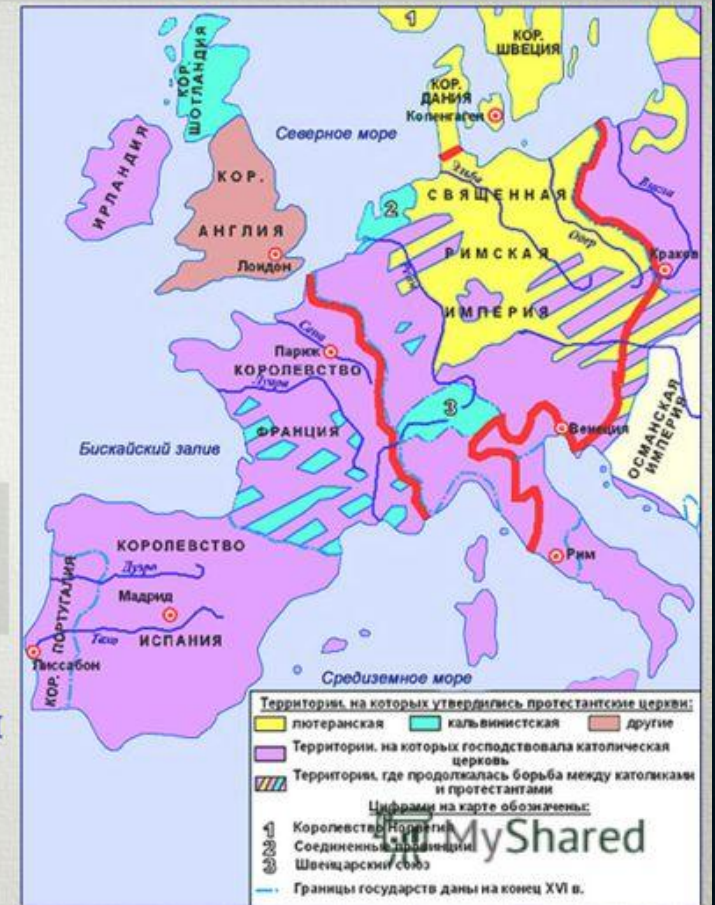 1
КОР.
ШВЕЦИЯ
КОР.
ДАНИЯ
Копенгаген
КОР.
ШОТЛАНДИЯ
Северное море
ИРЛАНДИЯ
КОР.
АНГЛИЯ
Лондон
2
Эльба
Висла
СВЯЩЕННАЯ
Одер
РИМСКАЯ
Краков
Рейн
ИМПЕРИЯ
Сена
Париж
КОРОЛЕВСТВО
Луара
ФРАНЦИЯ
3
Венеция
ОСМАНСКАЯ
ИМПЕРИЯ
Бискайский залив
КОРОЛЕВСТВО
Дуэро
Мадрид
ИСПАНИЯ
Тахо
Лиссабон
КОР. ПОРТУГАЛИЯ
Рим
Средиземное море
Территории, на которых утвердились протестантские церкви:
лютеранская кальвинистская другие
Территории, на которых господствовала католическая
церковь
Территории, где продолжалась борьба между католиками
и протестантами
Цифрами на карте обозначены:
1 Королевство Норвегия
2 Соединенные провинции
3 Швейцарский союз
Границы государств даны на конец XVI в.
MyShared